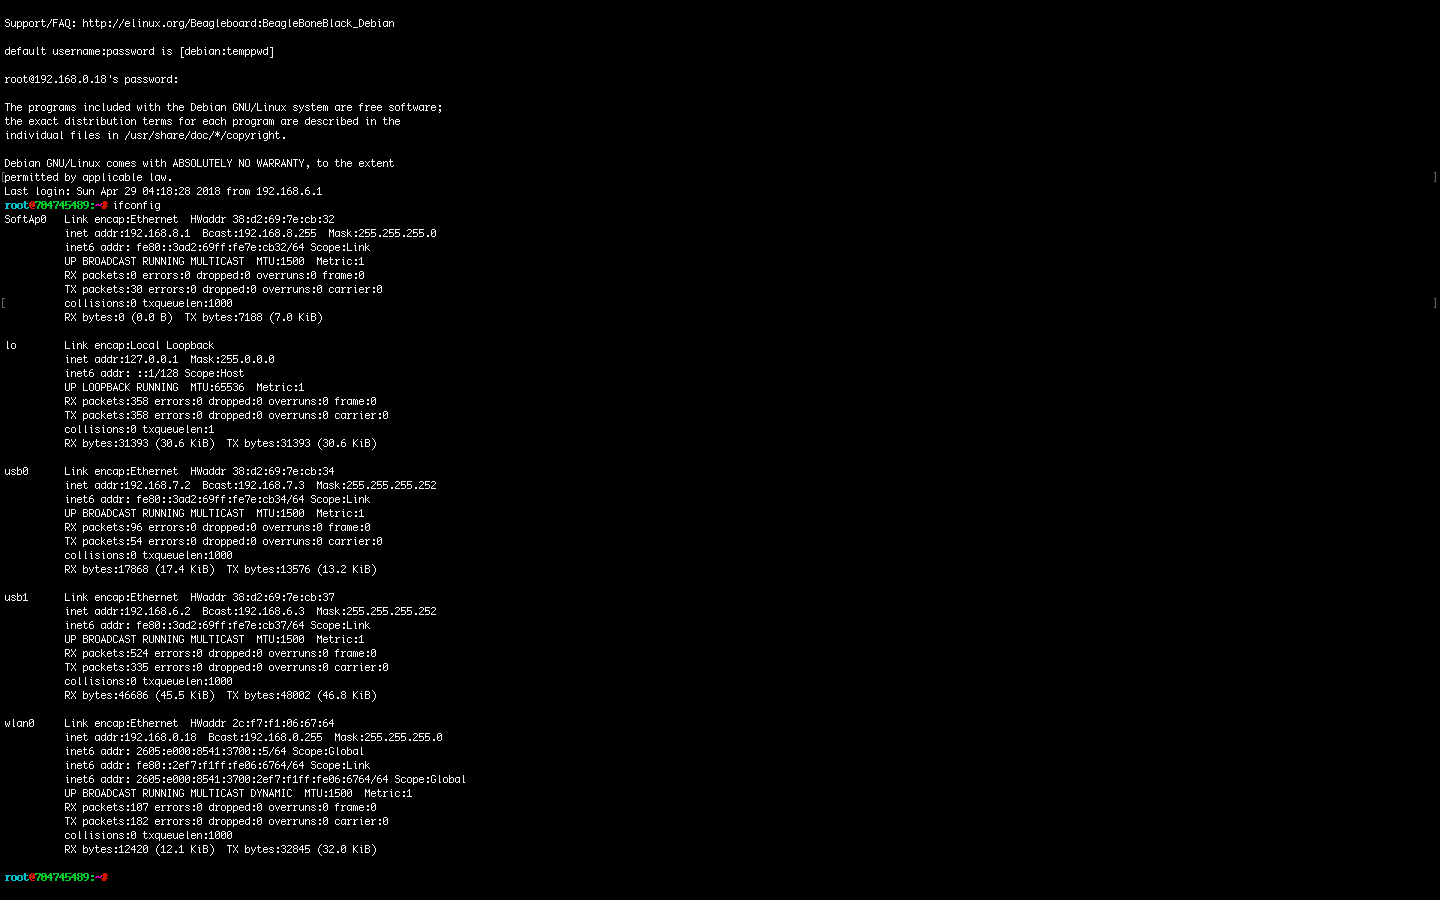 Support/FAQ: http://elinux.org/Beagleboard:BeagleBoneBlack_Debian
default username:password is [debian:temppwd]
root@192.168.0.18's password:
The programs included with the Debian GNU/Linux system are free software;
the exact distribution terms for each program are described in the
individual files in /usr/share/doc/*/copyright.
Debian GNU/Linux comes with ABSOLUTELY NO WARRANTY, to the extent
[permitted by applicable law. ]
Last login: Sun Apr 29 04:18:28 2018 from 192.168.6.1
root@704745489:~# ifconfig
SoftAp0   Link encap:Ethernet  HWaddr 38:d2:69:7e:cb:32
inet addr:192.168.8.1  Bcast:192.168.8.255  Mask:255.255.255.0
inet6 addr: fe80::3ad2:69ff:fe7e:cb32/64 Scope:Link
UP BROADCAST RUNNING MULTICAST  MTU:1500  Metric:1
RX packets:0 errors:0 dropped:0 overruns:0 frame:0
TX packets:30 errors:0 dropped:0 overruns:0 carrier:0
[ collisions:0 txqueuelen:1000 ]
RX bytes:0 (0.0 B)  TX bytes:7188 (7.0 KiB)
lo        Link encap:Local Loopback
inet addr:127.0.0.1  Mask:255.0.0.0
inet6 addr: ::1/128 Scope:Host
UP LOOPBACK RUNNING  MTU:65536  Metric:1
RX packets:358 errors:0 dropped:0 overruns:0 frame:0
TX packets:358 errors:0 dropped:0 overruns:0 carrier:0
collisions:0 txqueuelen:1
RX bytes:31393 (30.6 KiB)  TX bytes:31393 (30.6 KiB)
usb0      Link encap:Ethernet  HWaddr 38:d2:69:7e:cb:34
inet addr:192.168.7.2  Bcast:192.168.7.3  Mask:255.255.255.252
inet6 addr: fe80::3ad2:69ff:fe7e:cb34/64 Scope:Link
UP BROADCAST RUNNING MULTICAST  MTU:1500  Metric:1
RX packets:96 errors:0 dropped:0 overruns:0 frame:0
TX packets:54 errors:0 dropped:0 overruns:0 carrier:0
collisions:0 txqueuelen:1000
RX bytes:17868 (17.4 KiB)  TX bytes:13576 (13.2 KiB)
usb1      Link encap:Ethernet  HWaddr 38:d2:69:7e:cb:37
inet addr:192.168.6.2  Bcast:192.168.6.3  Mask:255.255.255.252
inet6 addr: fe80::3ad2:69ff:fe7e:cb37/64 Scope:Link
UP BROADCAST RUNNING MULTICAST  MTU:1500  Metric:1
RX packets:524 errors:0 dropped:0 overruns:0 frame:0
TX packets:335 errors:0 dropped:0 overruns:0 carrier:0
collisions:0 txqueuelen:1000
RX bytes:46686 (45.5 KiB)  TX bytes:48002 (46.8 KiB)
wlan0     Link encap:Ethernet  HWaddr 2c:f7:f1:06:67:64
inet addr:192.168.0.18  Bcast:192.168.0.255  Mask:255.255.255.0
inet6 addr: 2605:e000:8541:3700::5/64 Scope:Global
inet6 addr: fe80::2ef7:f1ff:fe06:6764/64 Scope:Link
inet6 addr: 2605:e000:8541:3700:2ef7:f1ff:fe06:6764/64 Scope:Global
UP BROADCAST RUNNING MULTICAST DYNAMIC  MTU:1500  Metric:1
RX packets:107 errors:0 dropped:0 overruns:0 frame:0
TX packets:182 errors:0 dropped:0 overruns:0 carrier:0
collisions:0 txqueuelen:1000
RX bytes:12420 (12.1 KiB)  TX bytes:32845 (32.0 KiB)
root@704745489:~#